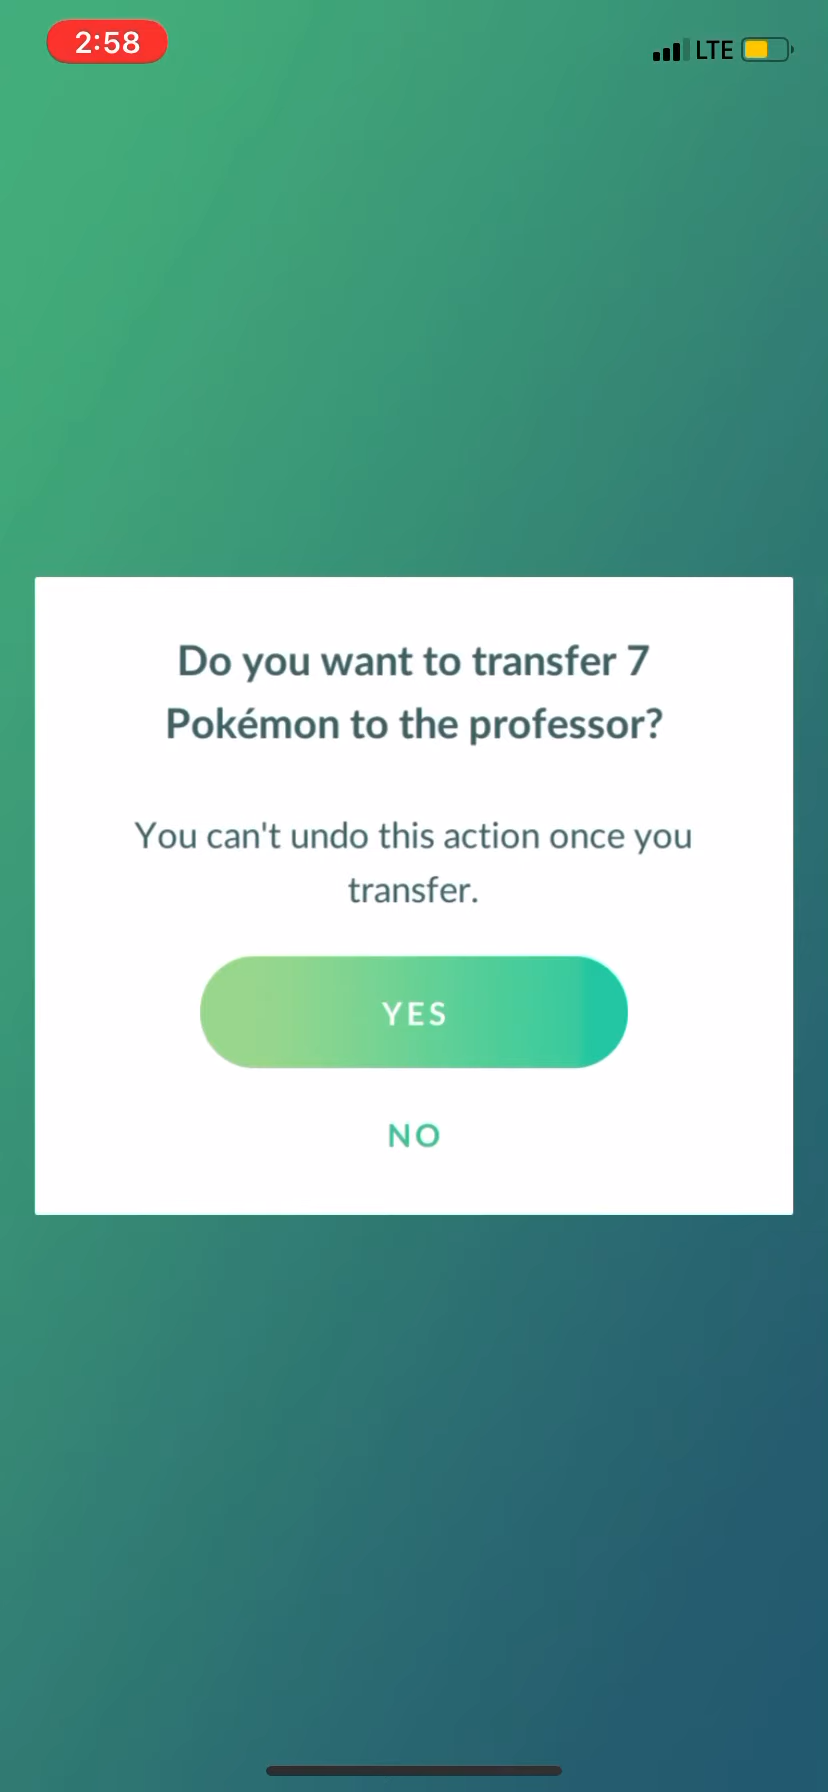 2:58 LTE
Do you want to transfer 7
Pokémon to the professor?
You can't undo this action once you
transfer.
YES
NO